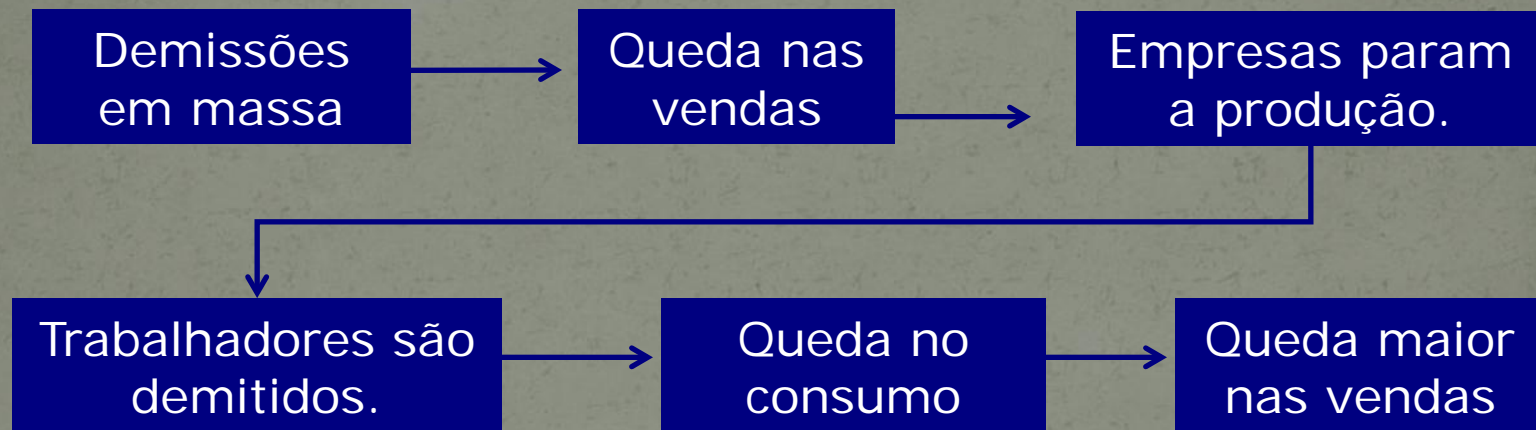 Demissões
em massa
Queda nas
vendas
Empresas param
a produção.
Trabalhadores são
demitidos.
Queda no
consumo
Queda maior
nas vendas